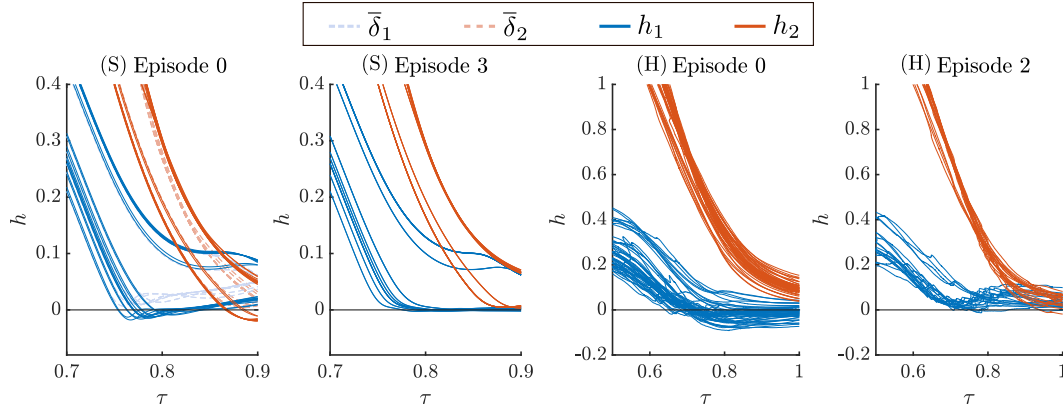 δ̅₁ δ̅₂ h₁ h₂
(S) Episode 0 (S) Episode 3 (H) Episode 0 (H) Episode 2
0.4 0.4 1 1
0.8 0.8
0.3 0.3
0.6 0.6
h 0.2 h 0.2 h 0.4 h 0.4
0.1 0.1 0.2 0.2
0 0 0 0
-0.2 -0.2
0.7 0.8 0.9 0.7 0.8 0.9 0.6 0.8 1 0.6 0.8 1
τ τ τ τ